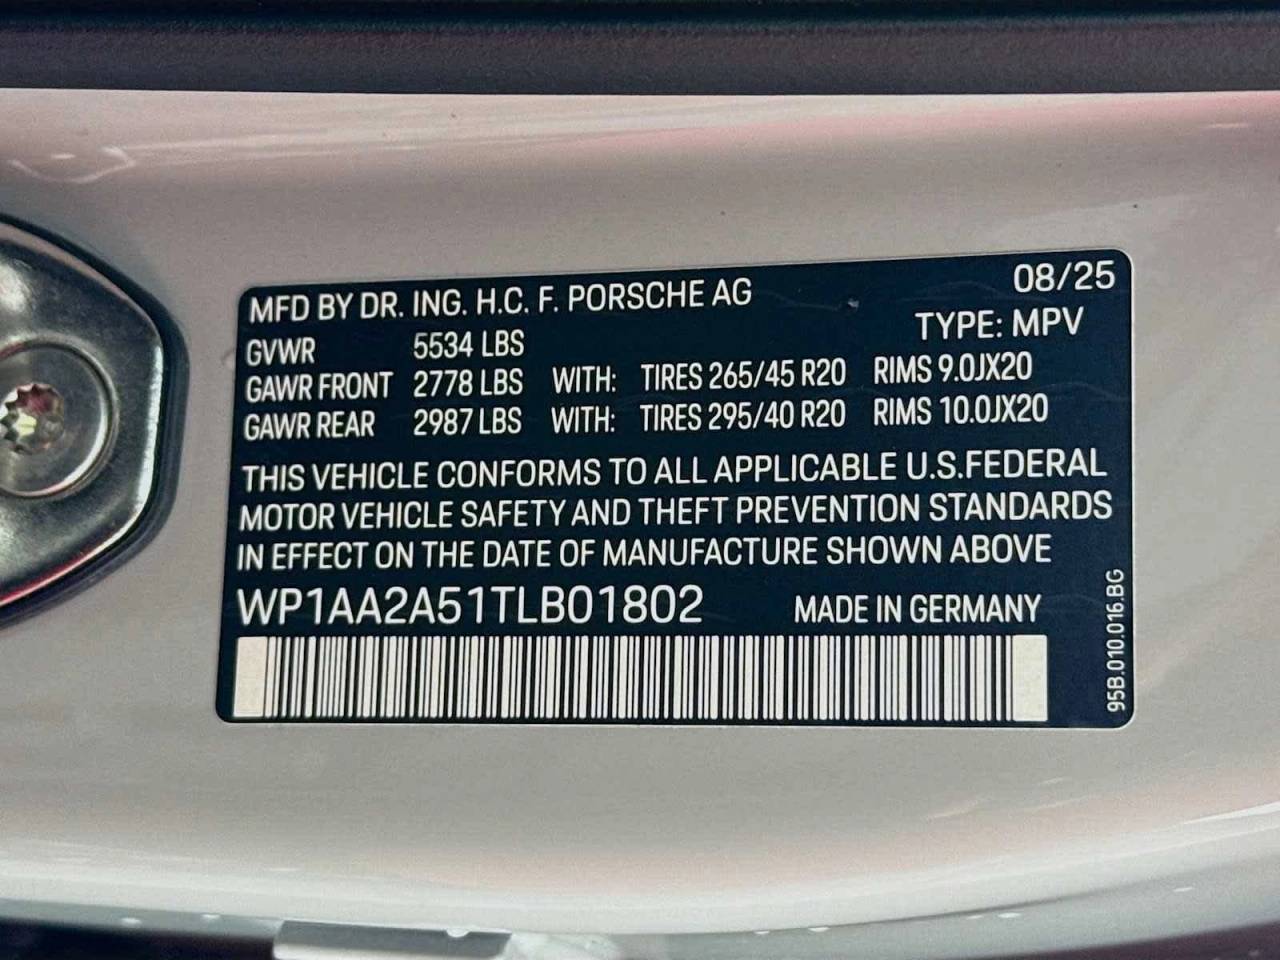 MFD BY DR. ING. H.C. F. PORSCHE AG 08/25
GVWR 5534 LBS TYPE: MPV
GAWR FRONT 2778 LBS WITH: TIRES 265/45 R20 RIMS 9.0JX20
GAWR REAR 2987 LBS WITH: TIRES 295/40 R20 RIMS 10.0JX20
THIS VEHICLE CONFORMS TO ALL APPLICABLE U.S.FEDERAL
MOTOR VEHICLE SAFETY AND THEFT PREVENTION STANDARDS
IN EFFECT ON THE DATE OF MANUFACTURE SHOWN ABOVE
WP1AA2A51TLB01802 MADE IN GERMANY
95B.010.016.BG